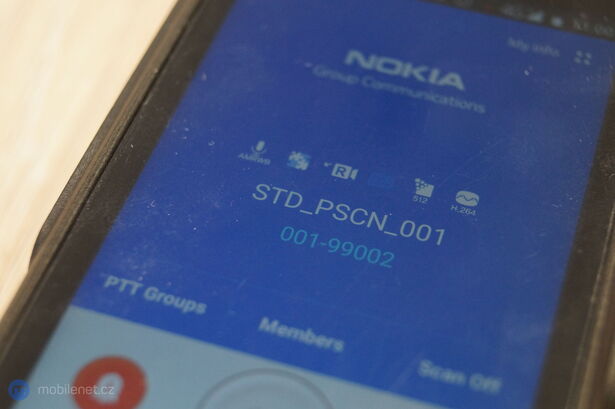 My info
NOKIA
Group Communications
AMRWB
R
512
H.264
STD_PSCN_001
001-99002
PTT Groups
Members
Scan Off
mobilenet.cz